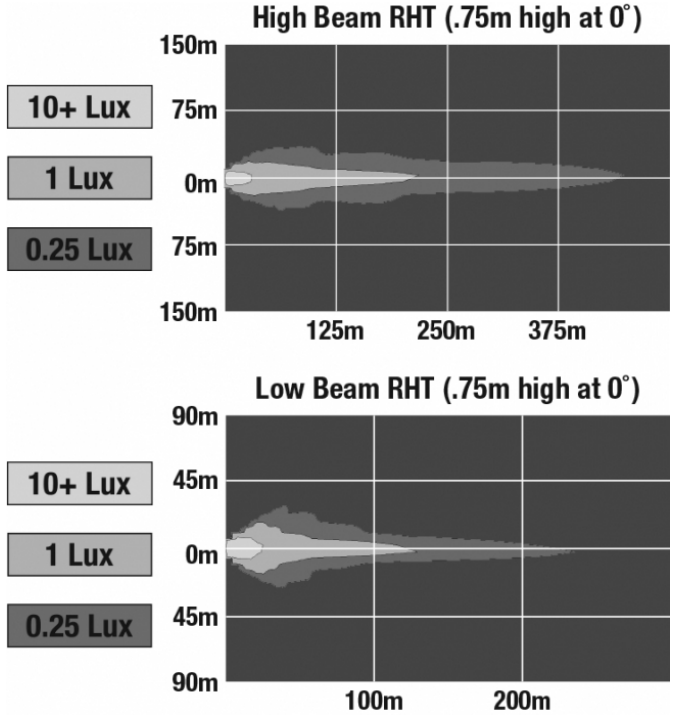 High Beam RHT (.75m high at 0˚)
150m
10+ Lux
75m
1 Lux
0m
0.25 Lux
75m
150m
125m 250m 375m
Low Beam RHT (.75m high at 0˚)
90m
10+ Lux
45m
1 Lux
0m
0.25 Lux
45m
90m
100m 200m